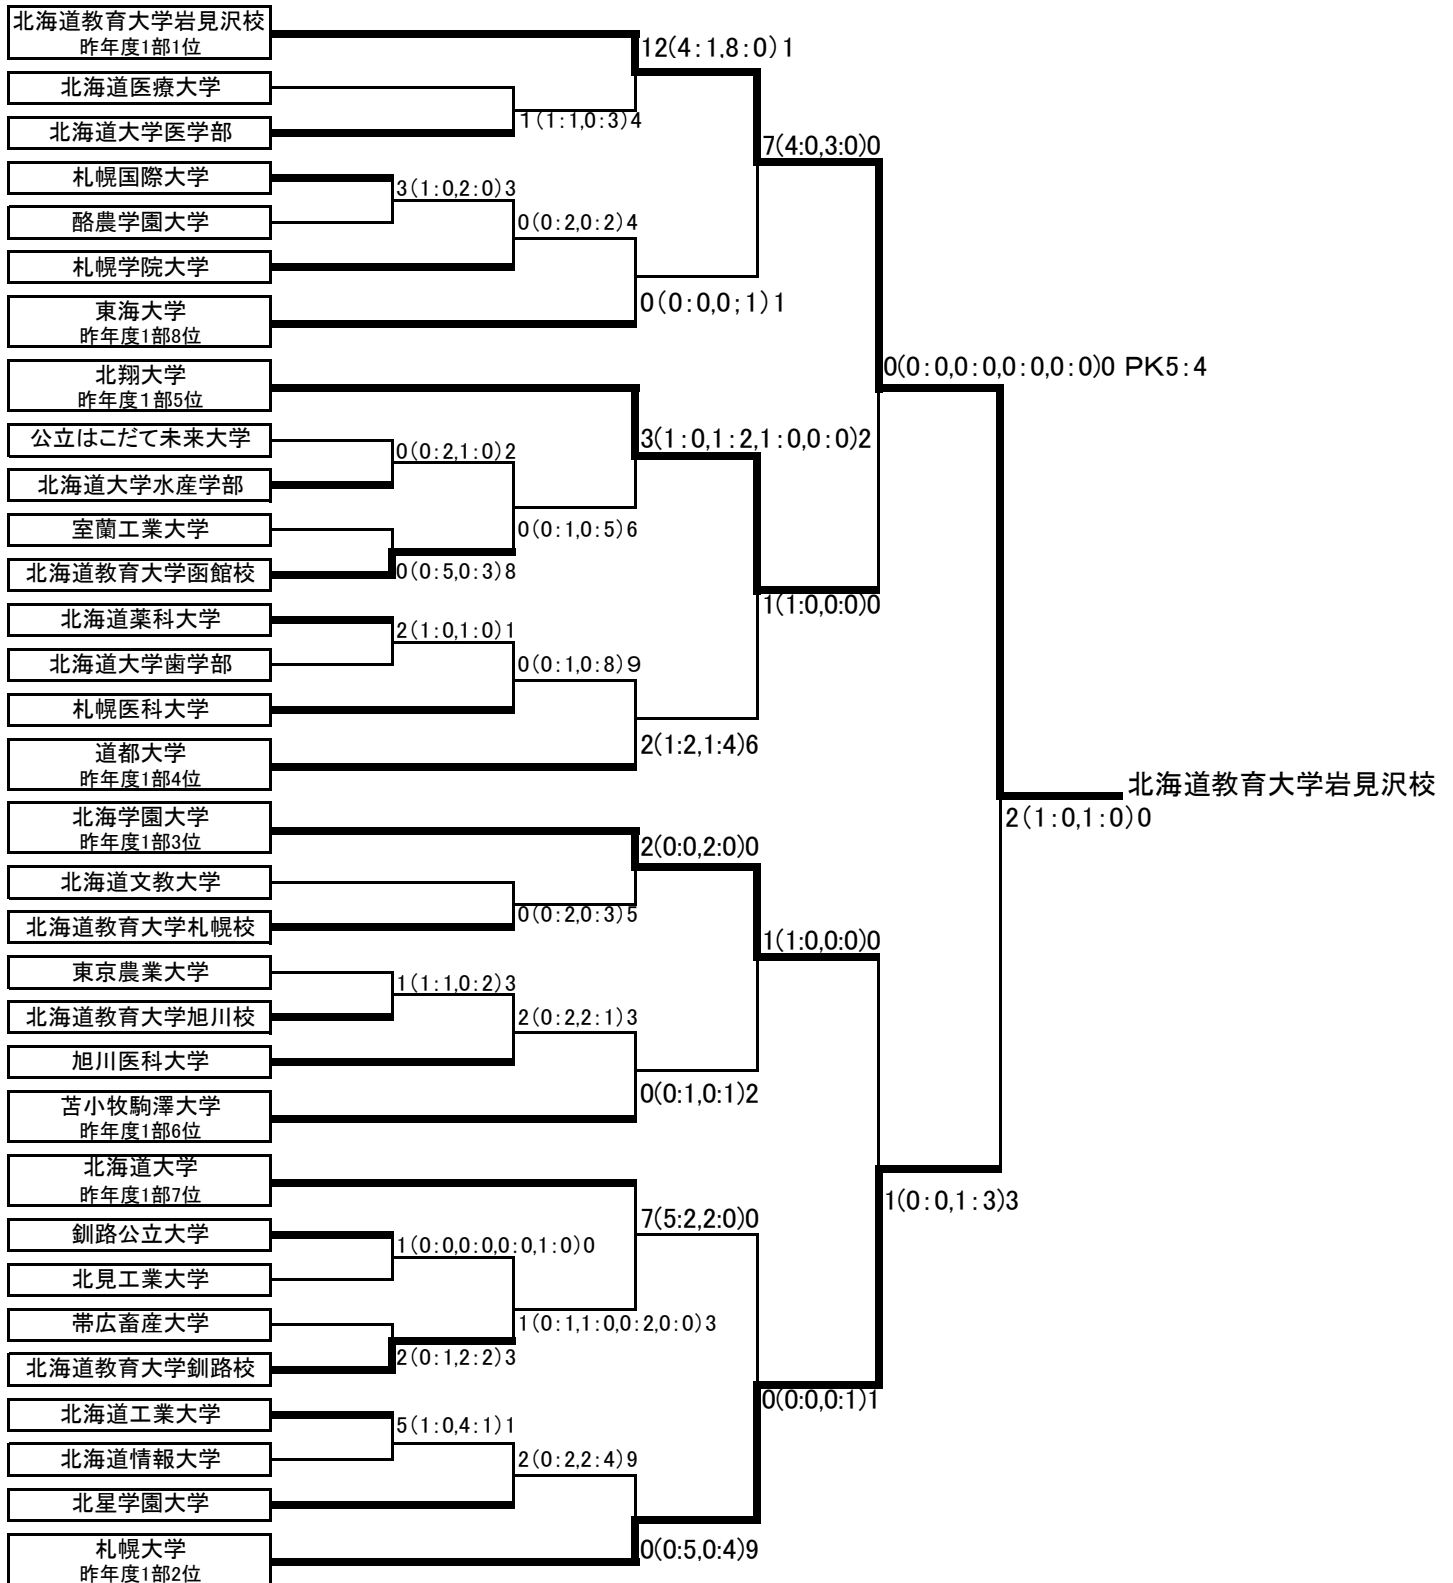 北海道教育大学岩見沢校
昨年度1部1位
12(4:1,8:0)1
北海道医療大学
1(1:1,0:3)4
北海道大学医学部
7(4:0,3:0)0
札幌国際大学
3(1:0,2:0)3
酪農学園大学
0(0:2,0:2)4
札幌学院大学
東海大学
昨年度1部8位
0(0:0,0;1)1
0(0:0,0:0,0:0,0:0)0 PK5:4
北翔大学
昨年度1部5位
3(1:0,1:2,1:0,0:0)2
公立はこだて未来大学
0(0:2,1:0)2
北海道大学水産学部
室蘭工業大学
0(0:1,0:5)6
北海道教育大学函館校
0(0:5,0:3)8
1(1:0,0:0)0
北海道薬科大学
2(1:0,1:0)1
北海道大学歯学部
0(0:1,0:8)9
札幌医科大学
道都大学
昨年度1部4位
2(1:2,1:4)6
北海道教育大学岩見沢校
2(1:0,1:0)0
北海学園大学
昨年度1部3位
2(0:0,2:0)0
北海道文教大学
0(0:2,0:3)5
北海道教育大学札幌校
1(1:0,0:0)0
東京農業大学
1(1:1,0:2)3
北海道教育大学旭川校
2(0:2,2:1)3
旭川医科大学
苫小牧駒澤大学
昨年度1部6位
0(0:1,0:1)2
北海道大学
昨年度1部7位
1(0:0,1:3)3
7(5:2,2:0)0
釧路公立大学
1(0:0,0:0,0:0,1:0)0
北見工業大学
帯広畜産大学
1(0:1,1:0,0:2,0:0)3
2(0:1,2:2)3
北海道教育大学釧路校
0(0:0,0:1)1
北海道工業大学
5(1:0,4:1)1
北海道情報大学
2(0:2,2:4)9
北星学園大学
札幌大学
昨年度1部2位
0(0:5,0:4)9